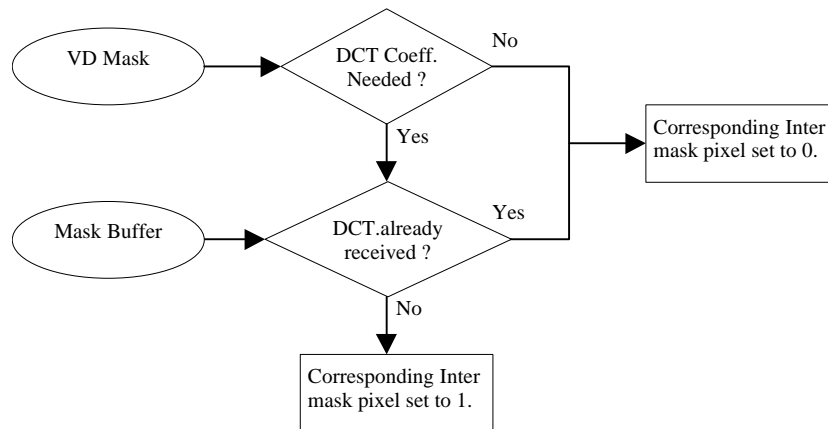 VD Mask
DCT Coeff.
Needed ?
No
Yes
Corresponding Inter
mask pixel set to 0.
Mask Buffer
DCT.already
received ?
Yes
No
Corresponding Inter
mask pixel set to 1.